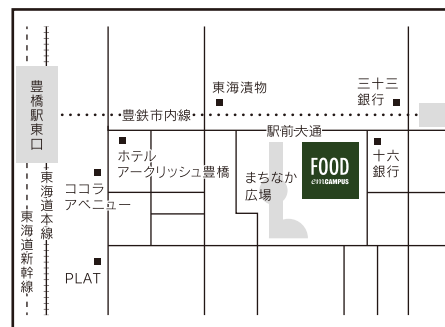 豊橋駅東口
東海漬物
三十三
銀行
豊鉄市内線
駅前大通
ホテル
アークリッシュ豊橋
まちなか
広場
FOOD
emCAMPUS
十六
銀行
ココラ
アベニュー
東海道本線
東海道新幹線
PLAT